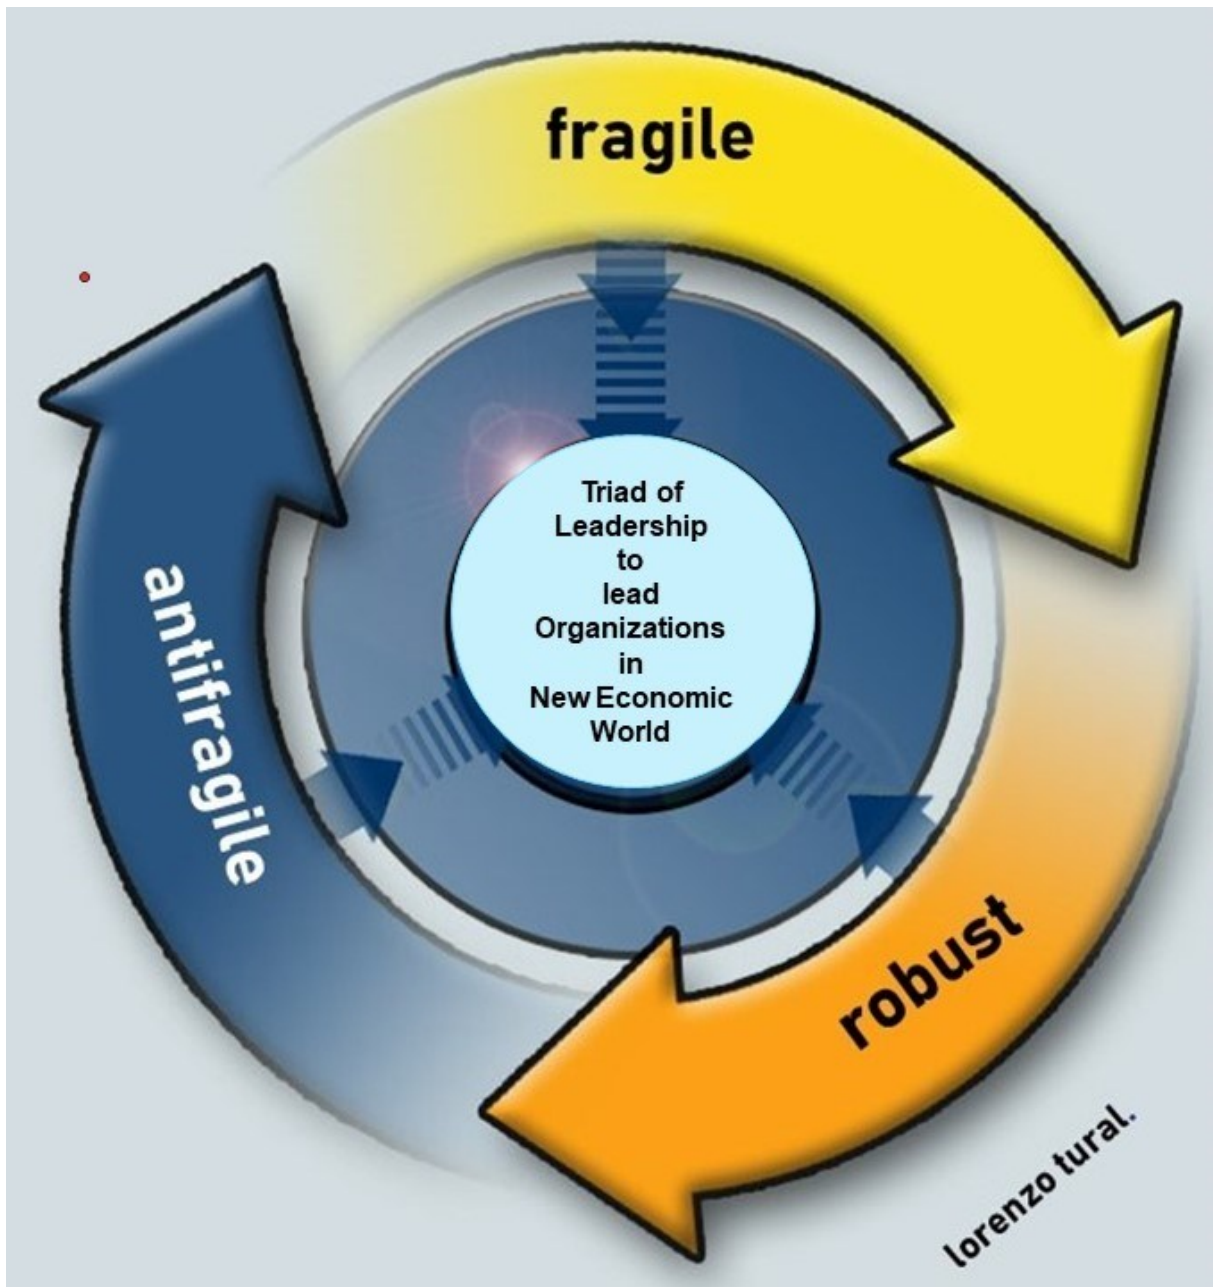 fragile
Triad of
Leadership
to
lead
Organizations
in
New Economic
World
antifragile
robust
lorenzo tural.